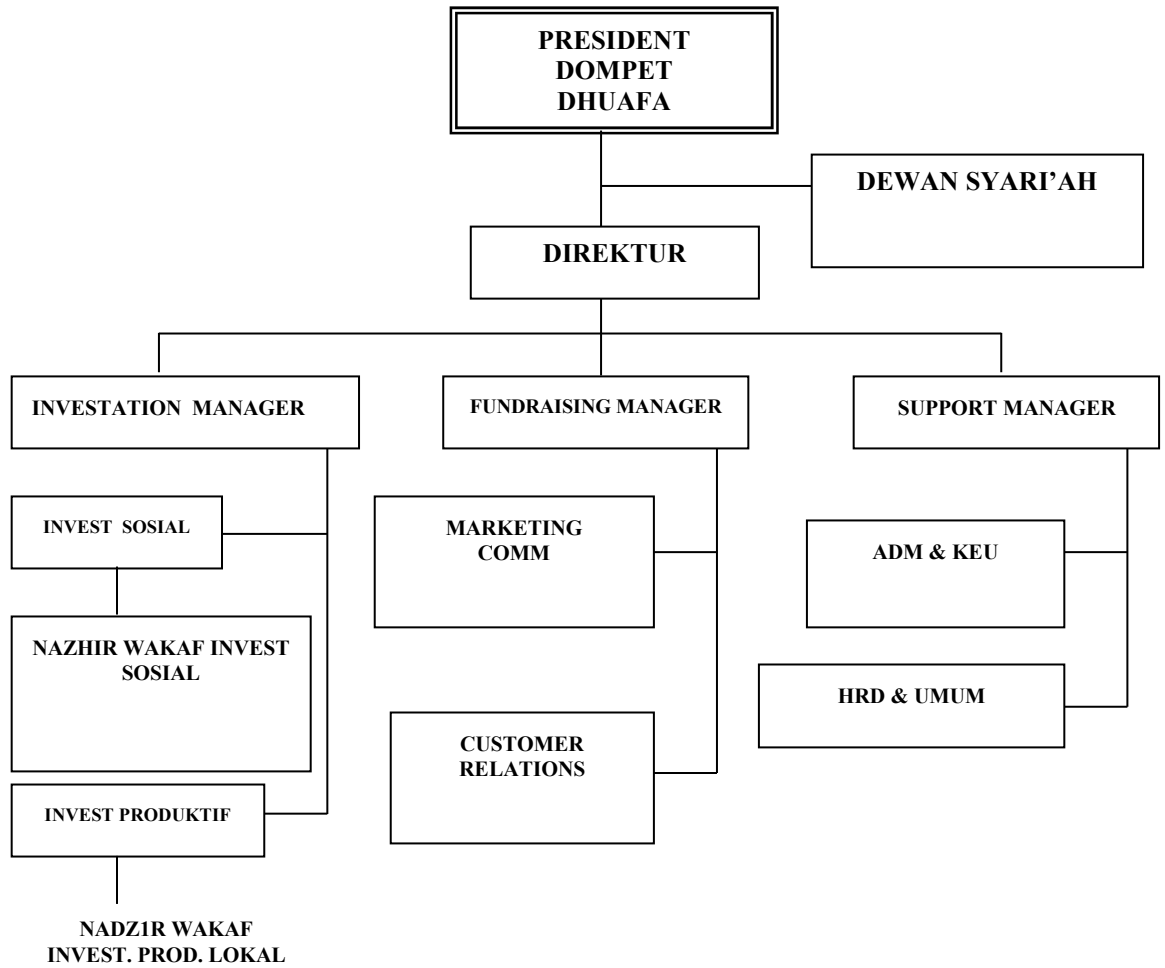 PRESIDENT
DOMPET
DHUAFA
DEWAN SYARI’AH
DIREKTUR
INVESTATION MANAGER
FUNDRAISING MANAGER
SUPPORT MANAGER
INVEST SOSIAL
NAZHIR WAKAF INVEST
SOSIAL
INVEST PRODUKTIF
NADZ1R WAKAF
INVEST. PROD. LOKAL
MARKETING
COMM
CUSTOMER
RELATIONS
ADM & KEU
HRD & UMUM